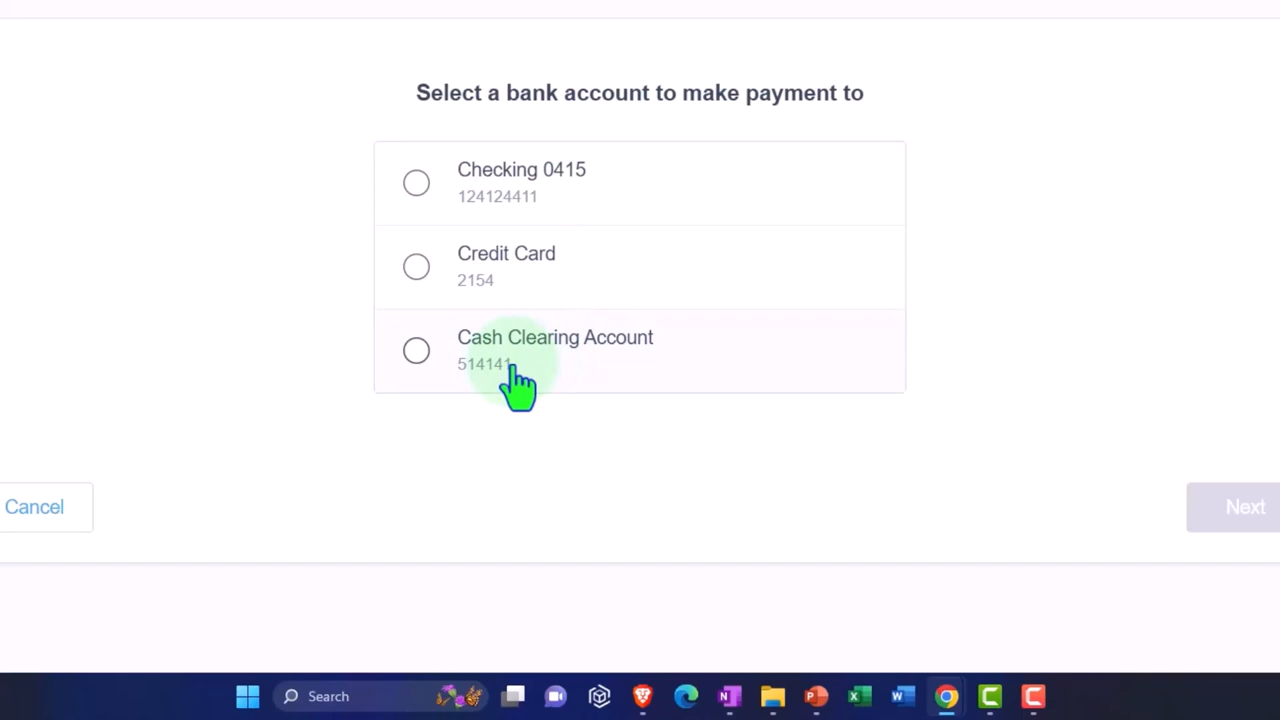 Select a bank account to make payment to
Checking 0415
124124411
Credit Card
2154
Cash Clearing Account
514141
Cancel
Next
Search